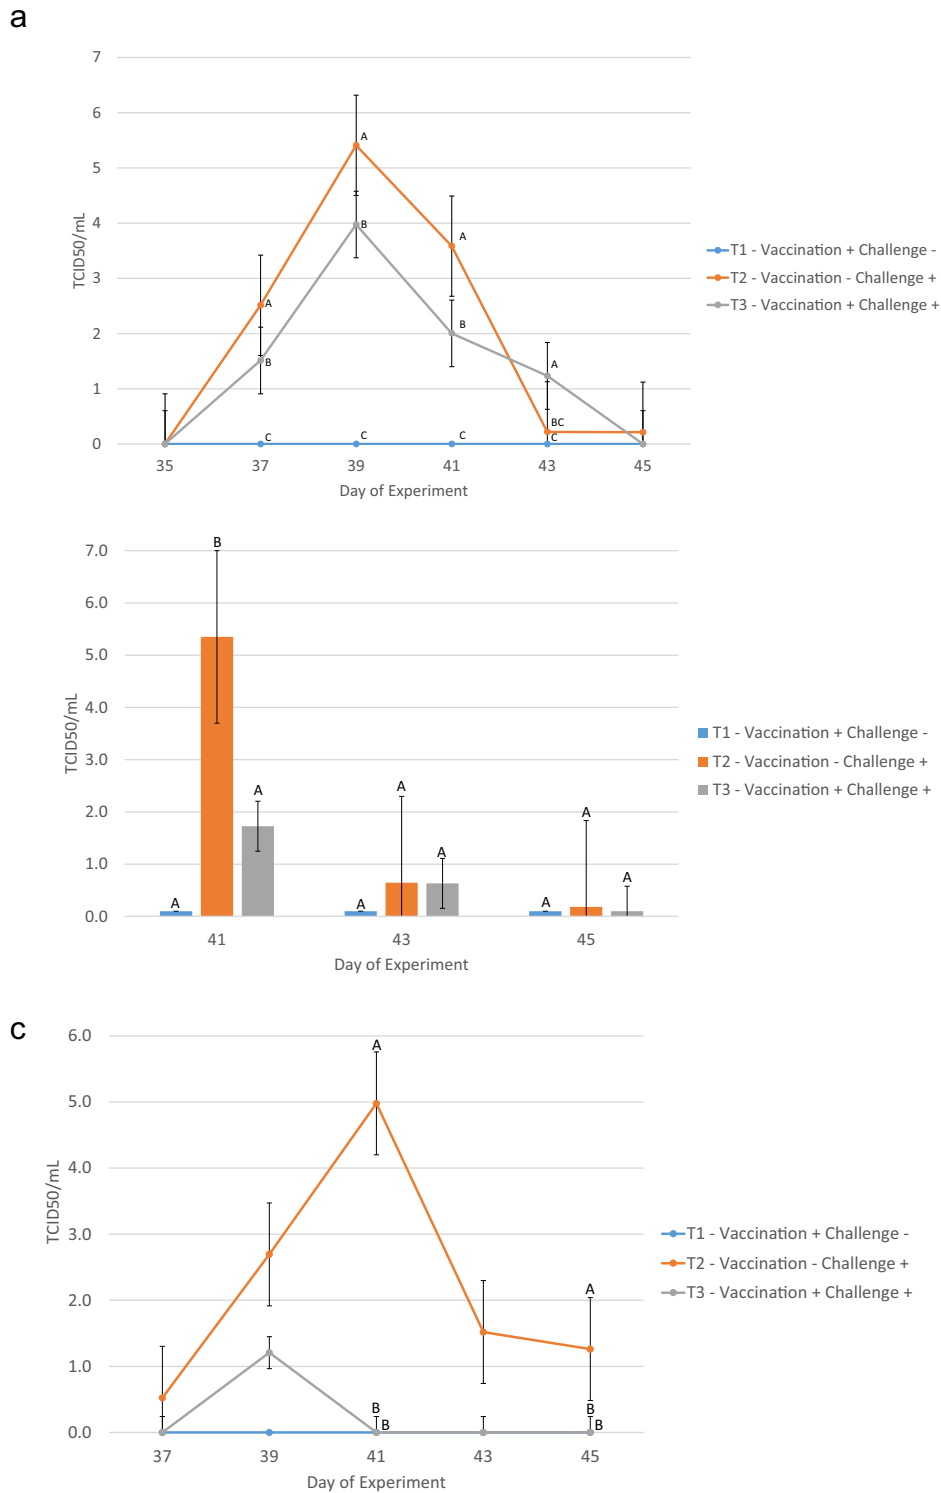 a
7
6
5
4
3
2
1
0
TCID50/mL
A
A
B
A
B
B
A
BC
C
C
C
C
35
37
39
41
43
45
Day of Experiment
T1 - Vaccination + Challenge -
T2 - Vaccination - Challenge +
T3 - Vaccination + Challenge +
7.0
6.0
5.0
4.0
3.0
2.0
1.0
0.0
TCID50/mL
A
B
A
A
A
A
A
A
A
41
43
45
Day of Experiment
T1 - Vaccination + Challenge -
T2 - Vaccination - Challenge +
T3 - Vaccination + Challenge +
c
6.0
5.0
4.0
3.0
2.0
1.0
0.0
TCID50/mL
A
A
B
B
B
B
37
39
41
43
45
Day of Experiment
T1 - Vaccination + Challenge -
T2 - Vaccination - Challenge +
T3 - Vaccination + Challenge +